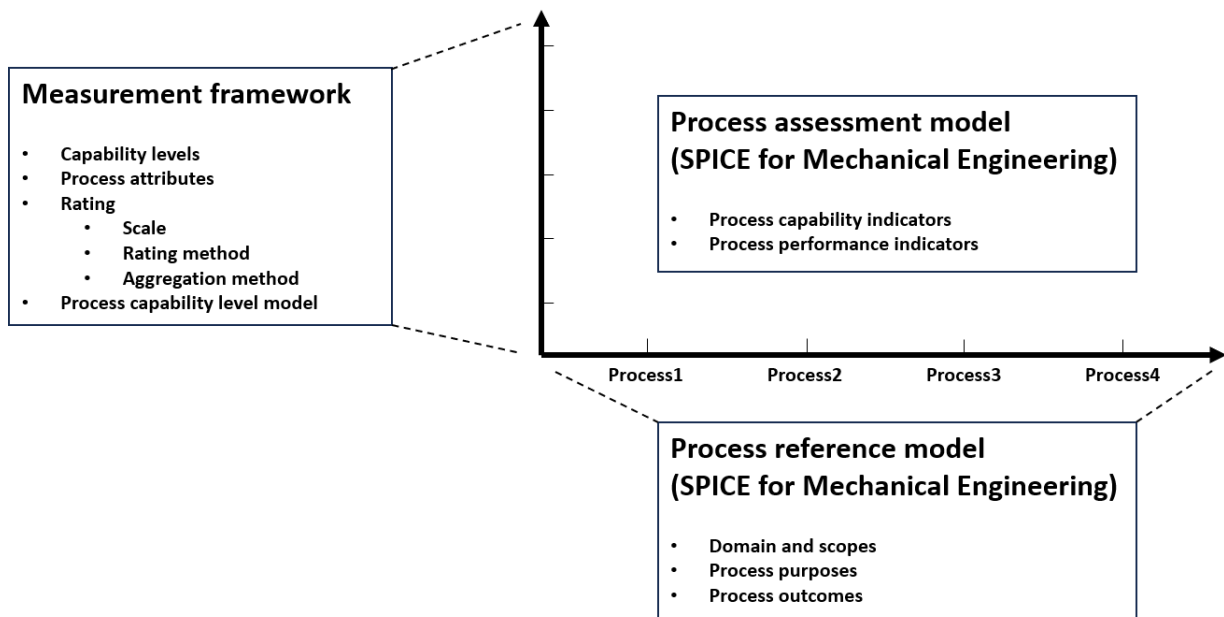 Measurement framework
• Capability levels
• Process attributes
• Rating
• Scale
• Rating method
• Aggregation method
• Process capability level model
Process assessment model
(SPICE for Mechanical Engineering)
• Process capability indicators
• Process performance indicators
Process1
Process2
Process3
Process4
Process reference model
(SPICE for Mechanical Engineering)
• Domain and scopes
• Process purposes
• Process outcomes